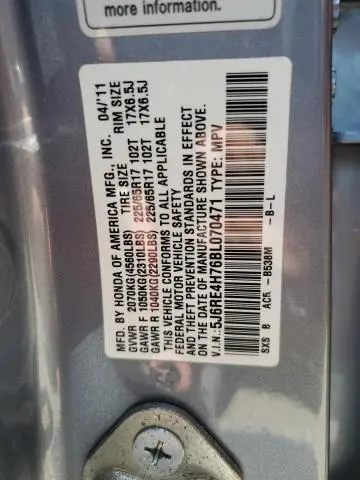 more information.
MFD. BY HONDA OF AMERICA MFG., INC. 04/'11
TIRE SIZE RIM SIZE
GVWR 2070KG(4560LBS)
GAWR F 1050KG(2310LBS) 225/65R17 102T 17X6.5J
GAWR R 1040KG(2290LBS) 225/65R17 102T 17X6.5J
THIS VEHICLE CONFORMS TO ALL APPLICABLE
FEDERAL MOTOR VEHICLE SAFETY
AND THEFT PREVENTION STANDARDS IN EFFECT
ON THE DATE OF MANUFACTURE SHOWN ABOVE.
V.I.N.:5J6RE4H76BL070471 TYPE: MPV
SXS B ACR -B538M -B-L